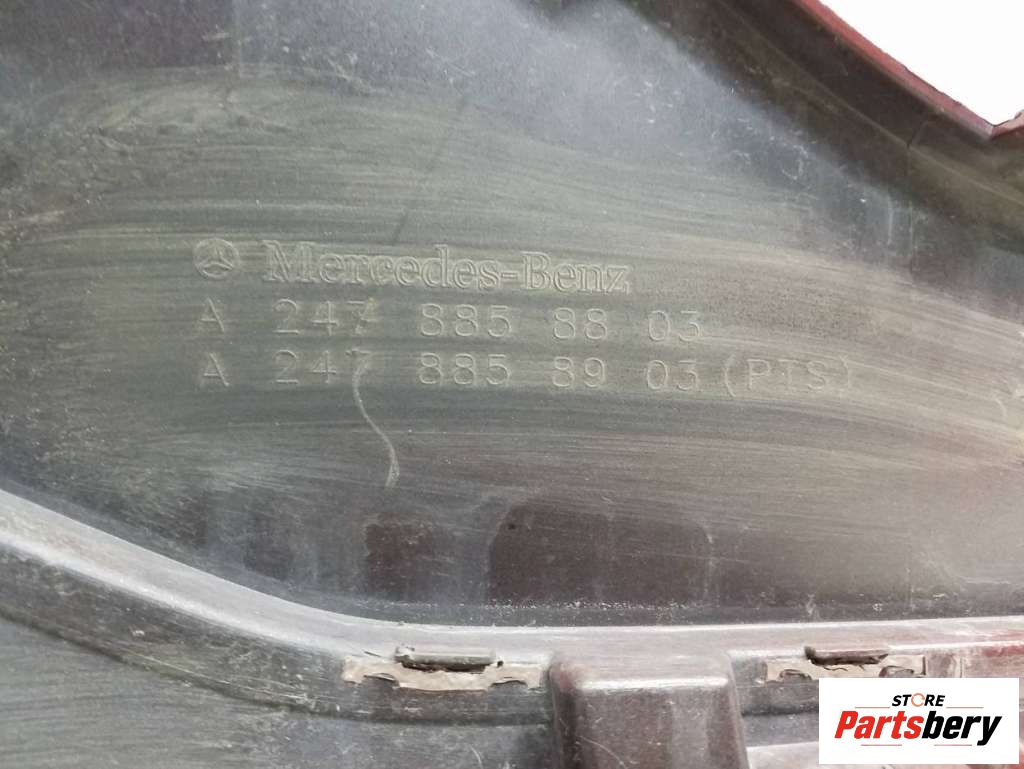 Mercedes-Benz
A 247 885 88 03
A 247 885 89 03 (PTS)
STORE
Partsbery